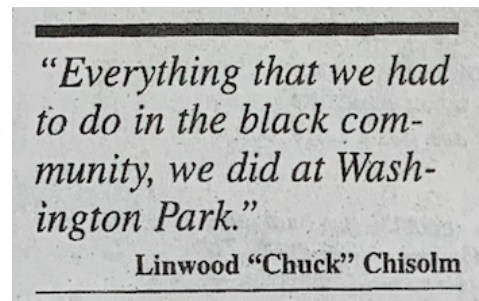 “Everything that we had
to do in the black com-
munity, we did at Wash-
ington Park.”
Linwood “Chuck” Chisolm